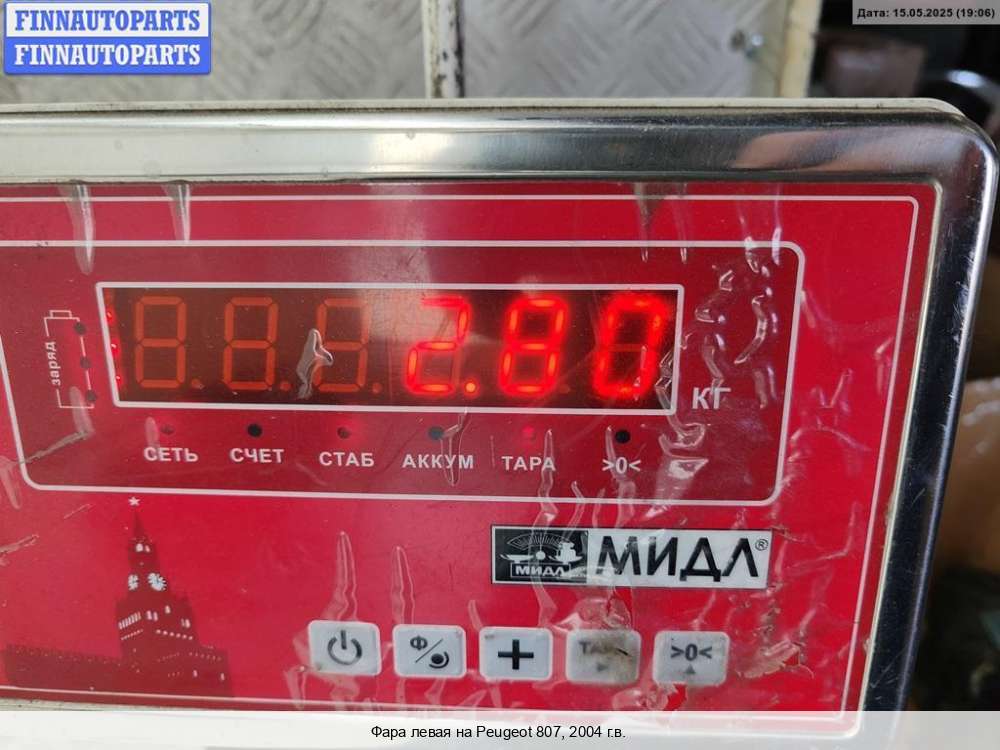 FINNAUTOPARTS
FINNAUTOPARTS
Дата: 15.05.2025 (19:06)
заряд
2.80
КГ
СЕТЬ СЧЕТ СТАБ АККУМ ТАРА >0<
МИДЛ МИДЛ®
Ф
+
>0<
Фара левая на Peugeot 807, 2004 г.в.